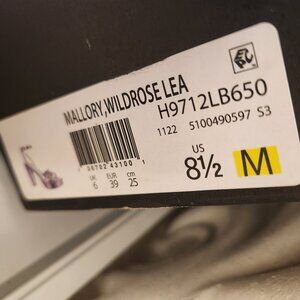 MALLORY,WILDROSE LEA
H9712LB650
1122 5100490597 S3
UK EUR cm
6 39 25
US
8½ M